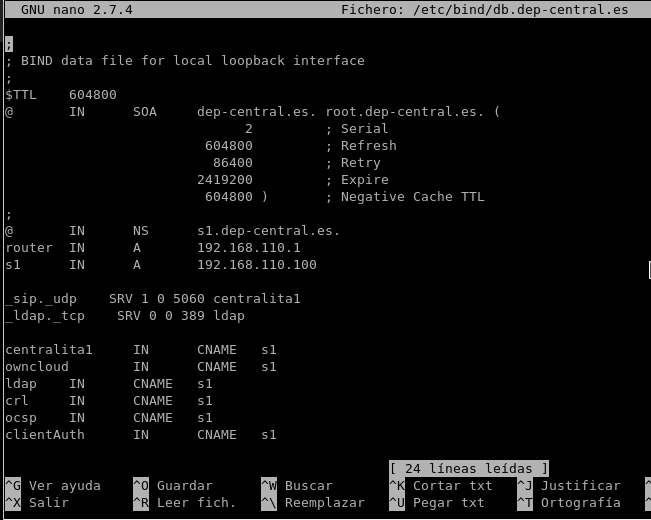 GNU nano 2.7.4 Fichero: /etc/bind/db.dep-central.es
;
; BIND data file for local loopback interface
;
$TTL 604800
@ IN SOA dep-central.es. root.dep-central.es. (
2 ; Serial
604800 ; Refresh
86400 ; Retry
2419200 ; Expire
604800 ) ; Negative Cache TTL
;
@ IN NS s1.dep-central.es.
router IN A 192.168.110.1
s1 IN A 192.168.110.100
_sip._udp SRV 1 0 5060 centralita1
_ldap._tcp SRV 0 0 389 ldap
centralita1 IN CNAME s1
owncloud IN CNAME s1
ldap IN CNAME s1
crl IN CNAME s1
ocsp IN CNAME s1
clientAuth IN CNAME s1
[ 24 líneas leídas ]
^G Ver ayuda ^O Guardar ^W Buscar ^K Cortar txt ^J Justificar ^
^X Salir ^R Leer fich. ^\ Reemplazar ^U Pegar txt ^T Ortografía ^